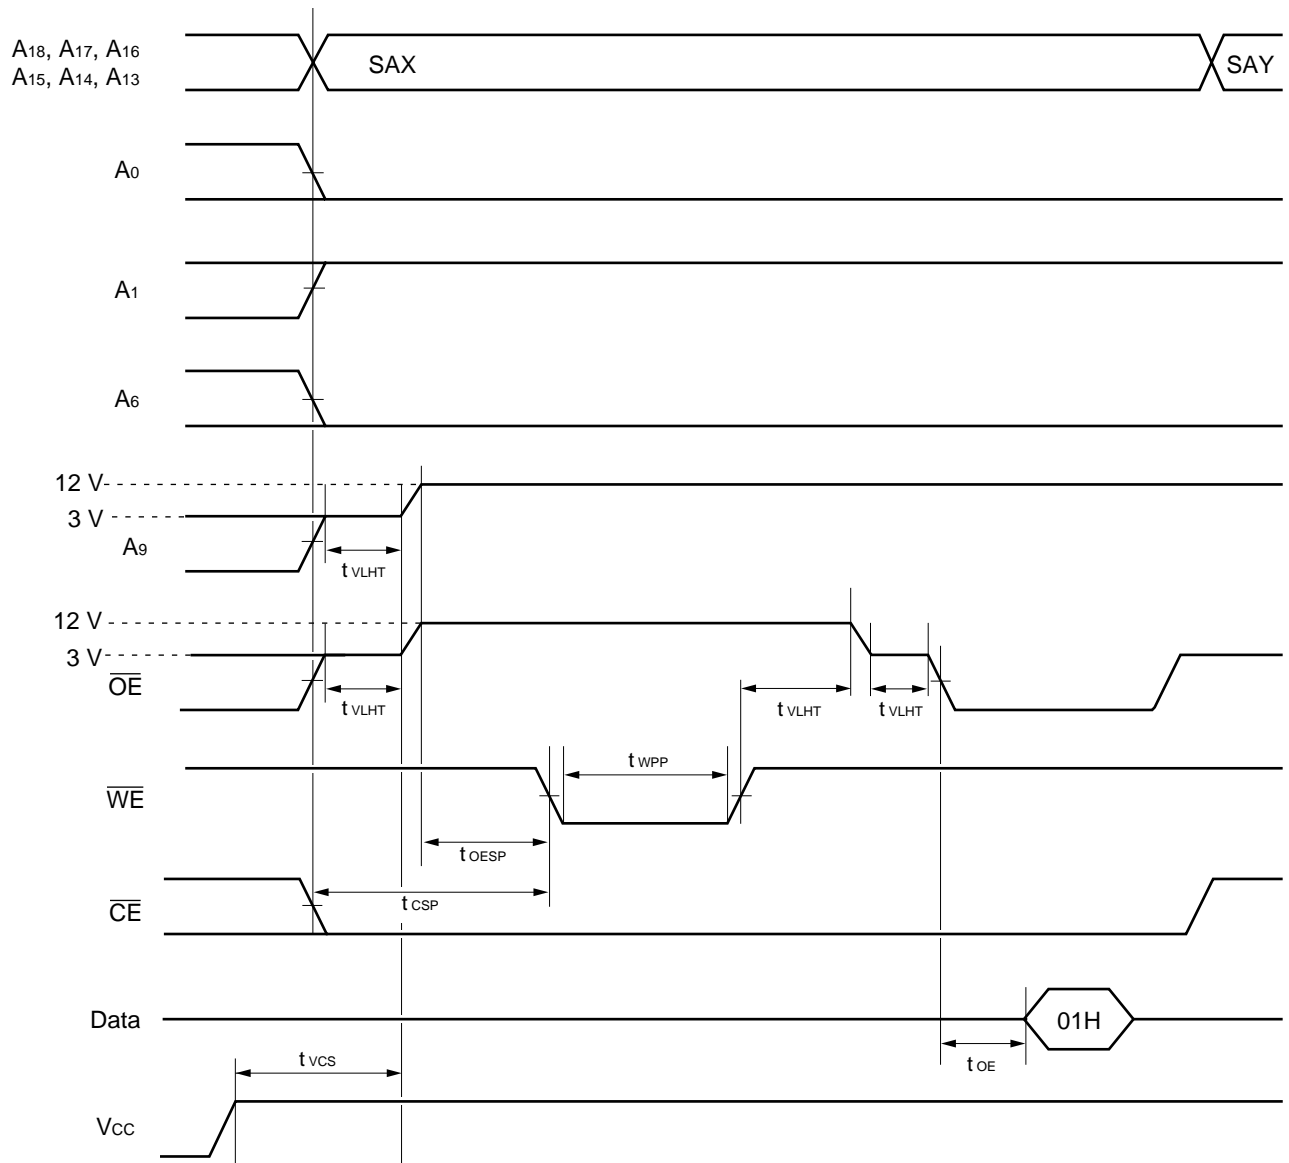 A18, A17, A16
A15, A14, A13
SAX
SAY
A0
A1
A6
12 V
3 V
A9
t VLHT
12 V
3 V
OE
t VLHT
t VLHT
t VLHT
t WPP
WE
t OESP
t CSP
CE
Data
01H
t OE
t VCS
VCC